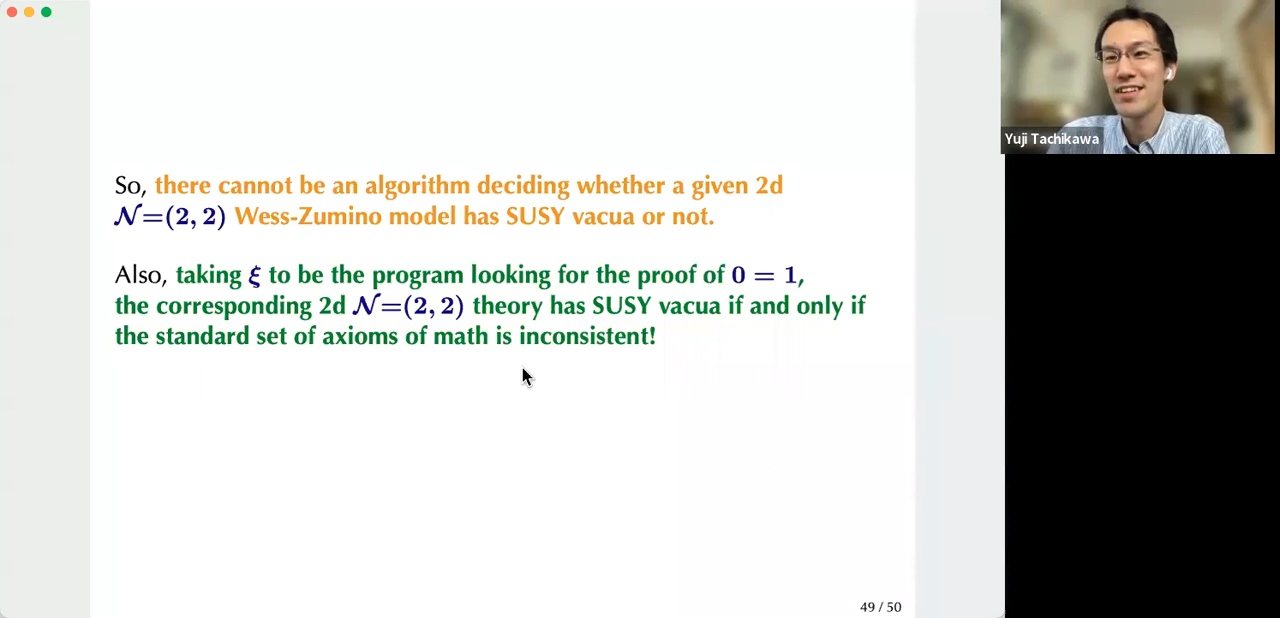 So, there cannot be an algorithm deciding whether a given 2d
𝒩=(2, 2) Wess-Zumino model has SUSY vacua or not.
Also, taking ξ to be the program looking for the proof of 0 = 1,
the corresponding 2d 𝒩=(2, 2) theory has SUSY vacua if and only if
the standard set of axioms of math is inconsistent!
49 / 50
Yuji Tachikawa